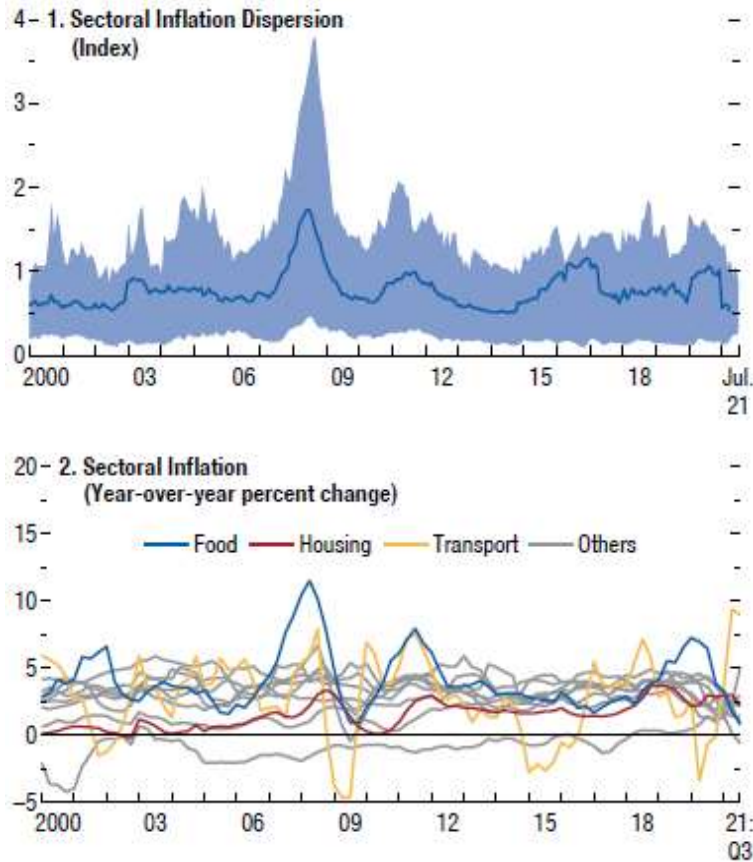 1. Sectoral Inflation Dispersion
(Index)
4
3
2
1
0
2000 03 06 09 12 15 18 Jul.
21
2. Sectoral Inflation
(Year-over-year percent change)
20
15
Food Housing Transport Others
10
5
0
–5
2000 03 06 09 12 15 18 21:
Q3